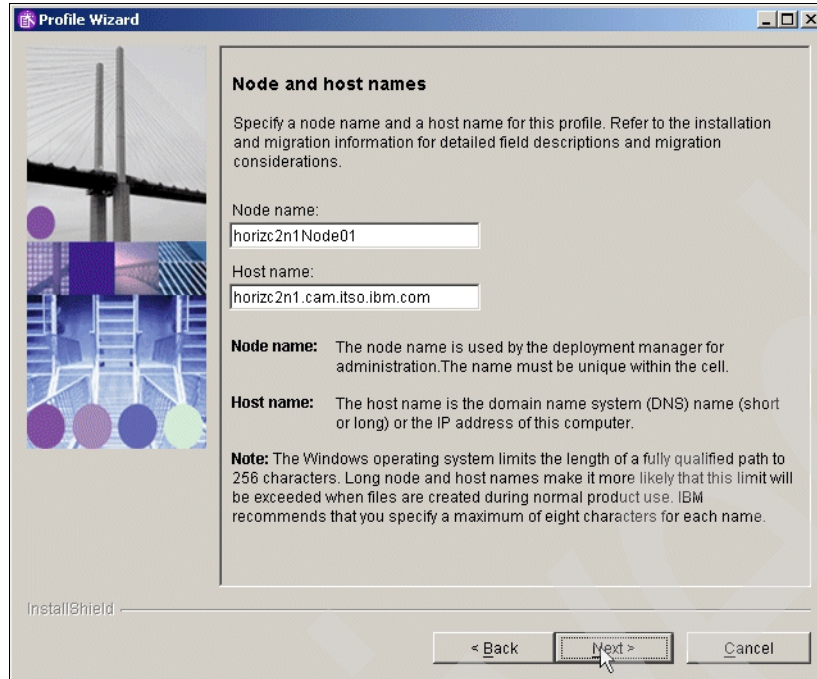 Profile Wizard
Node and host names
Specify a node name and a host name for this profile. Refer to the installation
and migration information for detailed field descriptions and migration
considerations.
Node name:
horizc2n1Node01
Host name:
horizc2n1.cam.itso.ibm.com
Node name: The node name is used by the deployment manager for
administration.The name must be unique within the cell.
Host name: The host name is the domain name system (DNS) name (short
or long) or the IP address of this computer.
Note: The Windows operating system limits the length of a fully qualified path to
256 characters. Long node and host names make it more likely that this limit will
be exceeded when files are created during normal product use. IBM
recommends that you specify a maximum of eight characters for each name.
InstallShield
< Back Next > Cancel